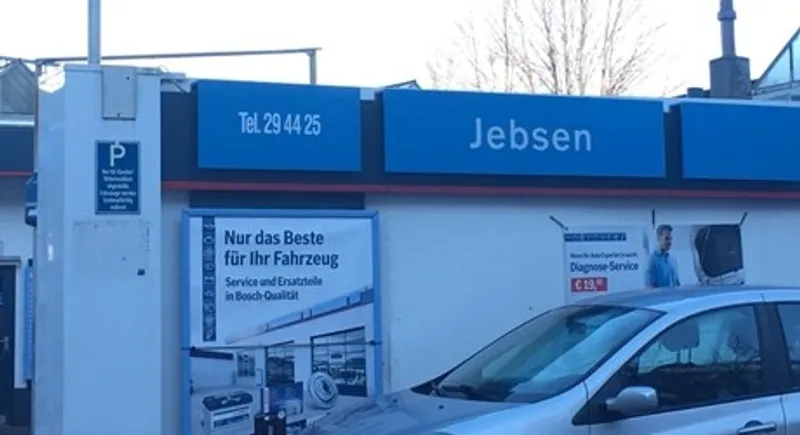 Tel. 29 44 25
Jebsen
P
Nur das Beste
für Ihr Fahrzeug
Service und Ersatzteile
in Bosch-Qualität
Diagnose-Service
€ 19,